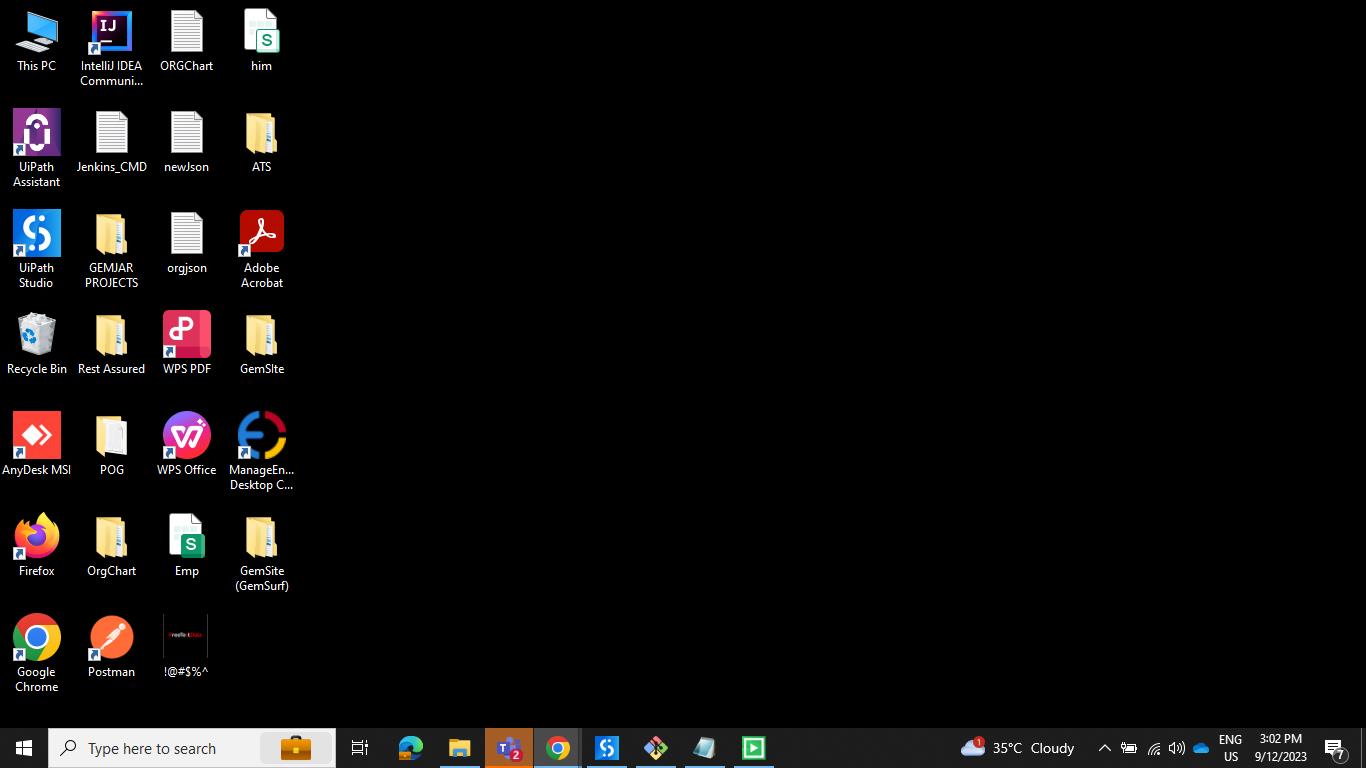 This PC
IntelliJ IDEA
Communi...
ORGChart
him
UiPath
Assistant
Jenkins_CMD
newJson
ATS
UiPath
Studio
GEMJAR
PROJECTS
orgjson
Adobe
Acrobat
Recycle Bin
Rest Assured
WPS PDF
GemSIte
AnyDesk MSI
POG
WPS Office
ManageEn...
Desktop C...
Firefox
OrgChart
Emp
GemSite
(GemSurf)
Google
Chrome
Postman
!@#$%^
IJ
S
S
Type here to search
2
1
35°C Cloudy
ENG
US
3:02 PM
9/12/2023
7